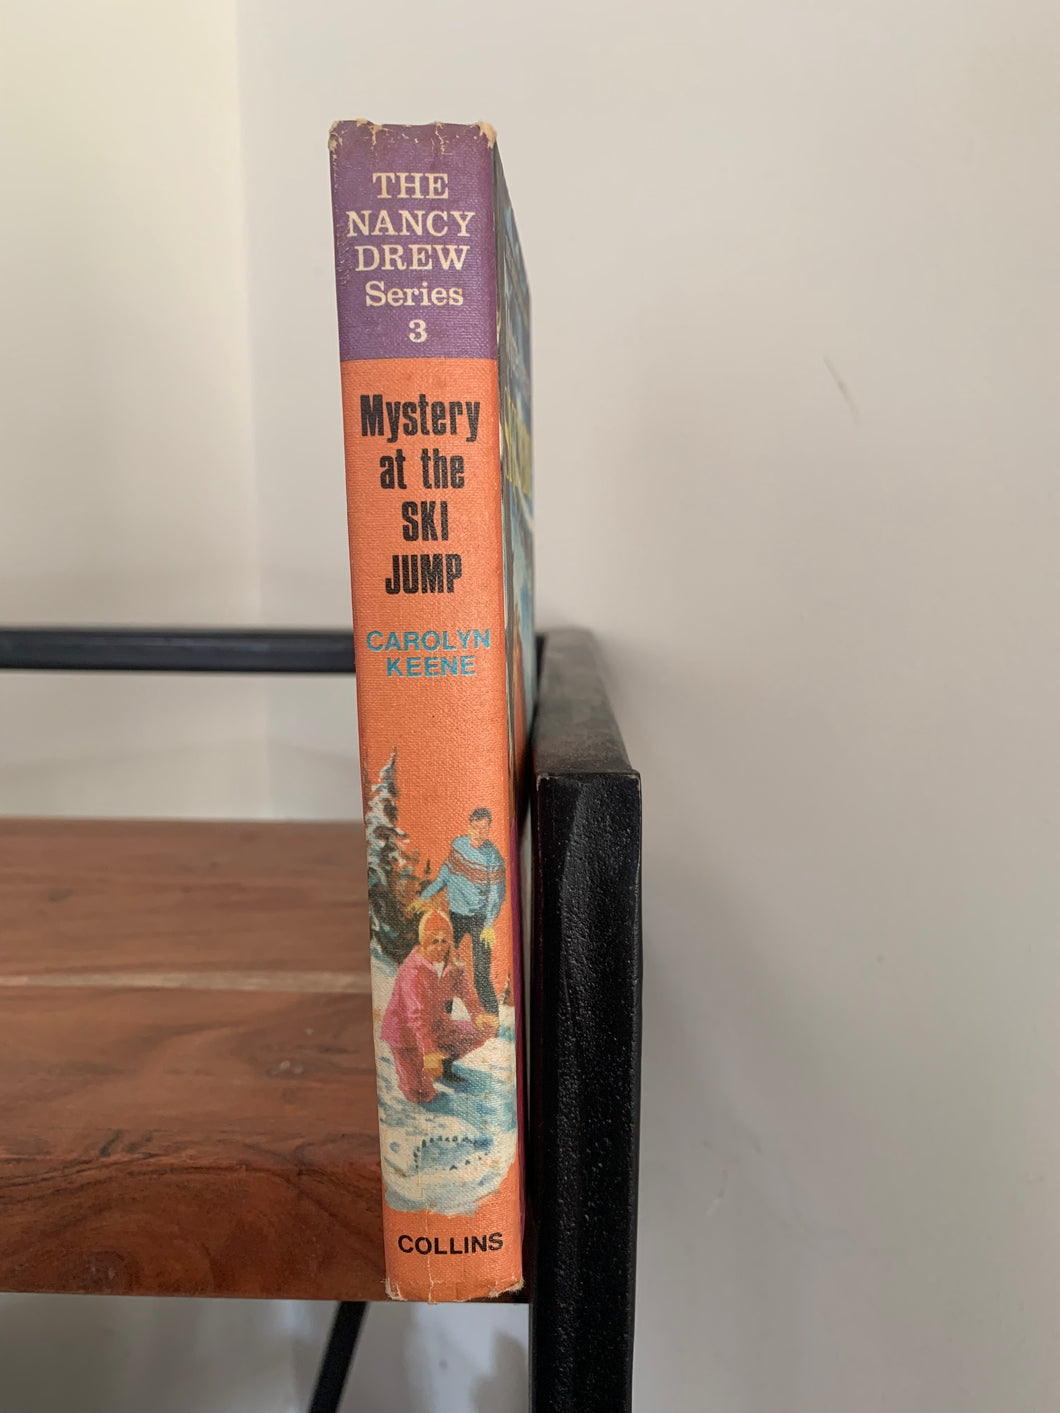 THE
NANCY
DREW
Series
3
Mystery
at the
SKI
JUMP
CAROLYN
KEENE
COLLINS